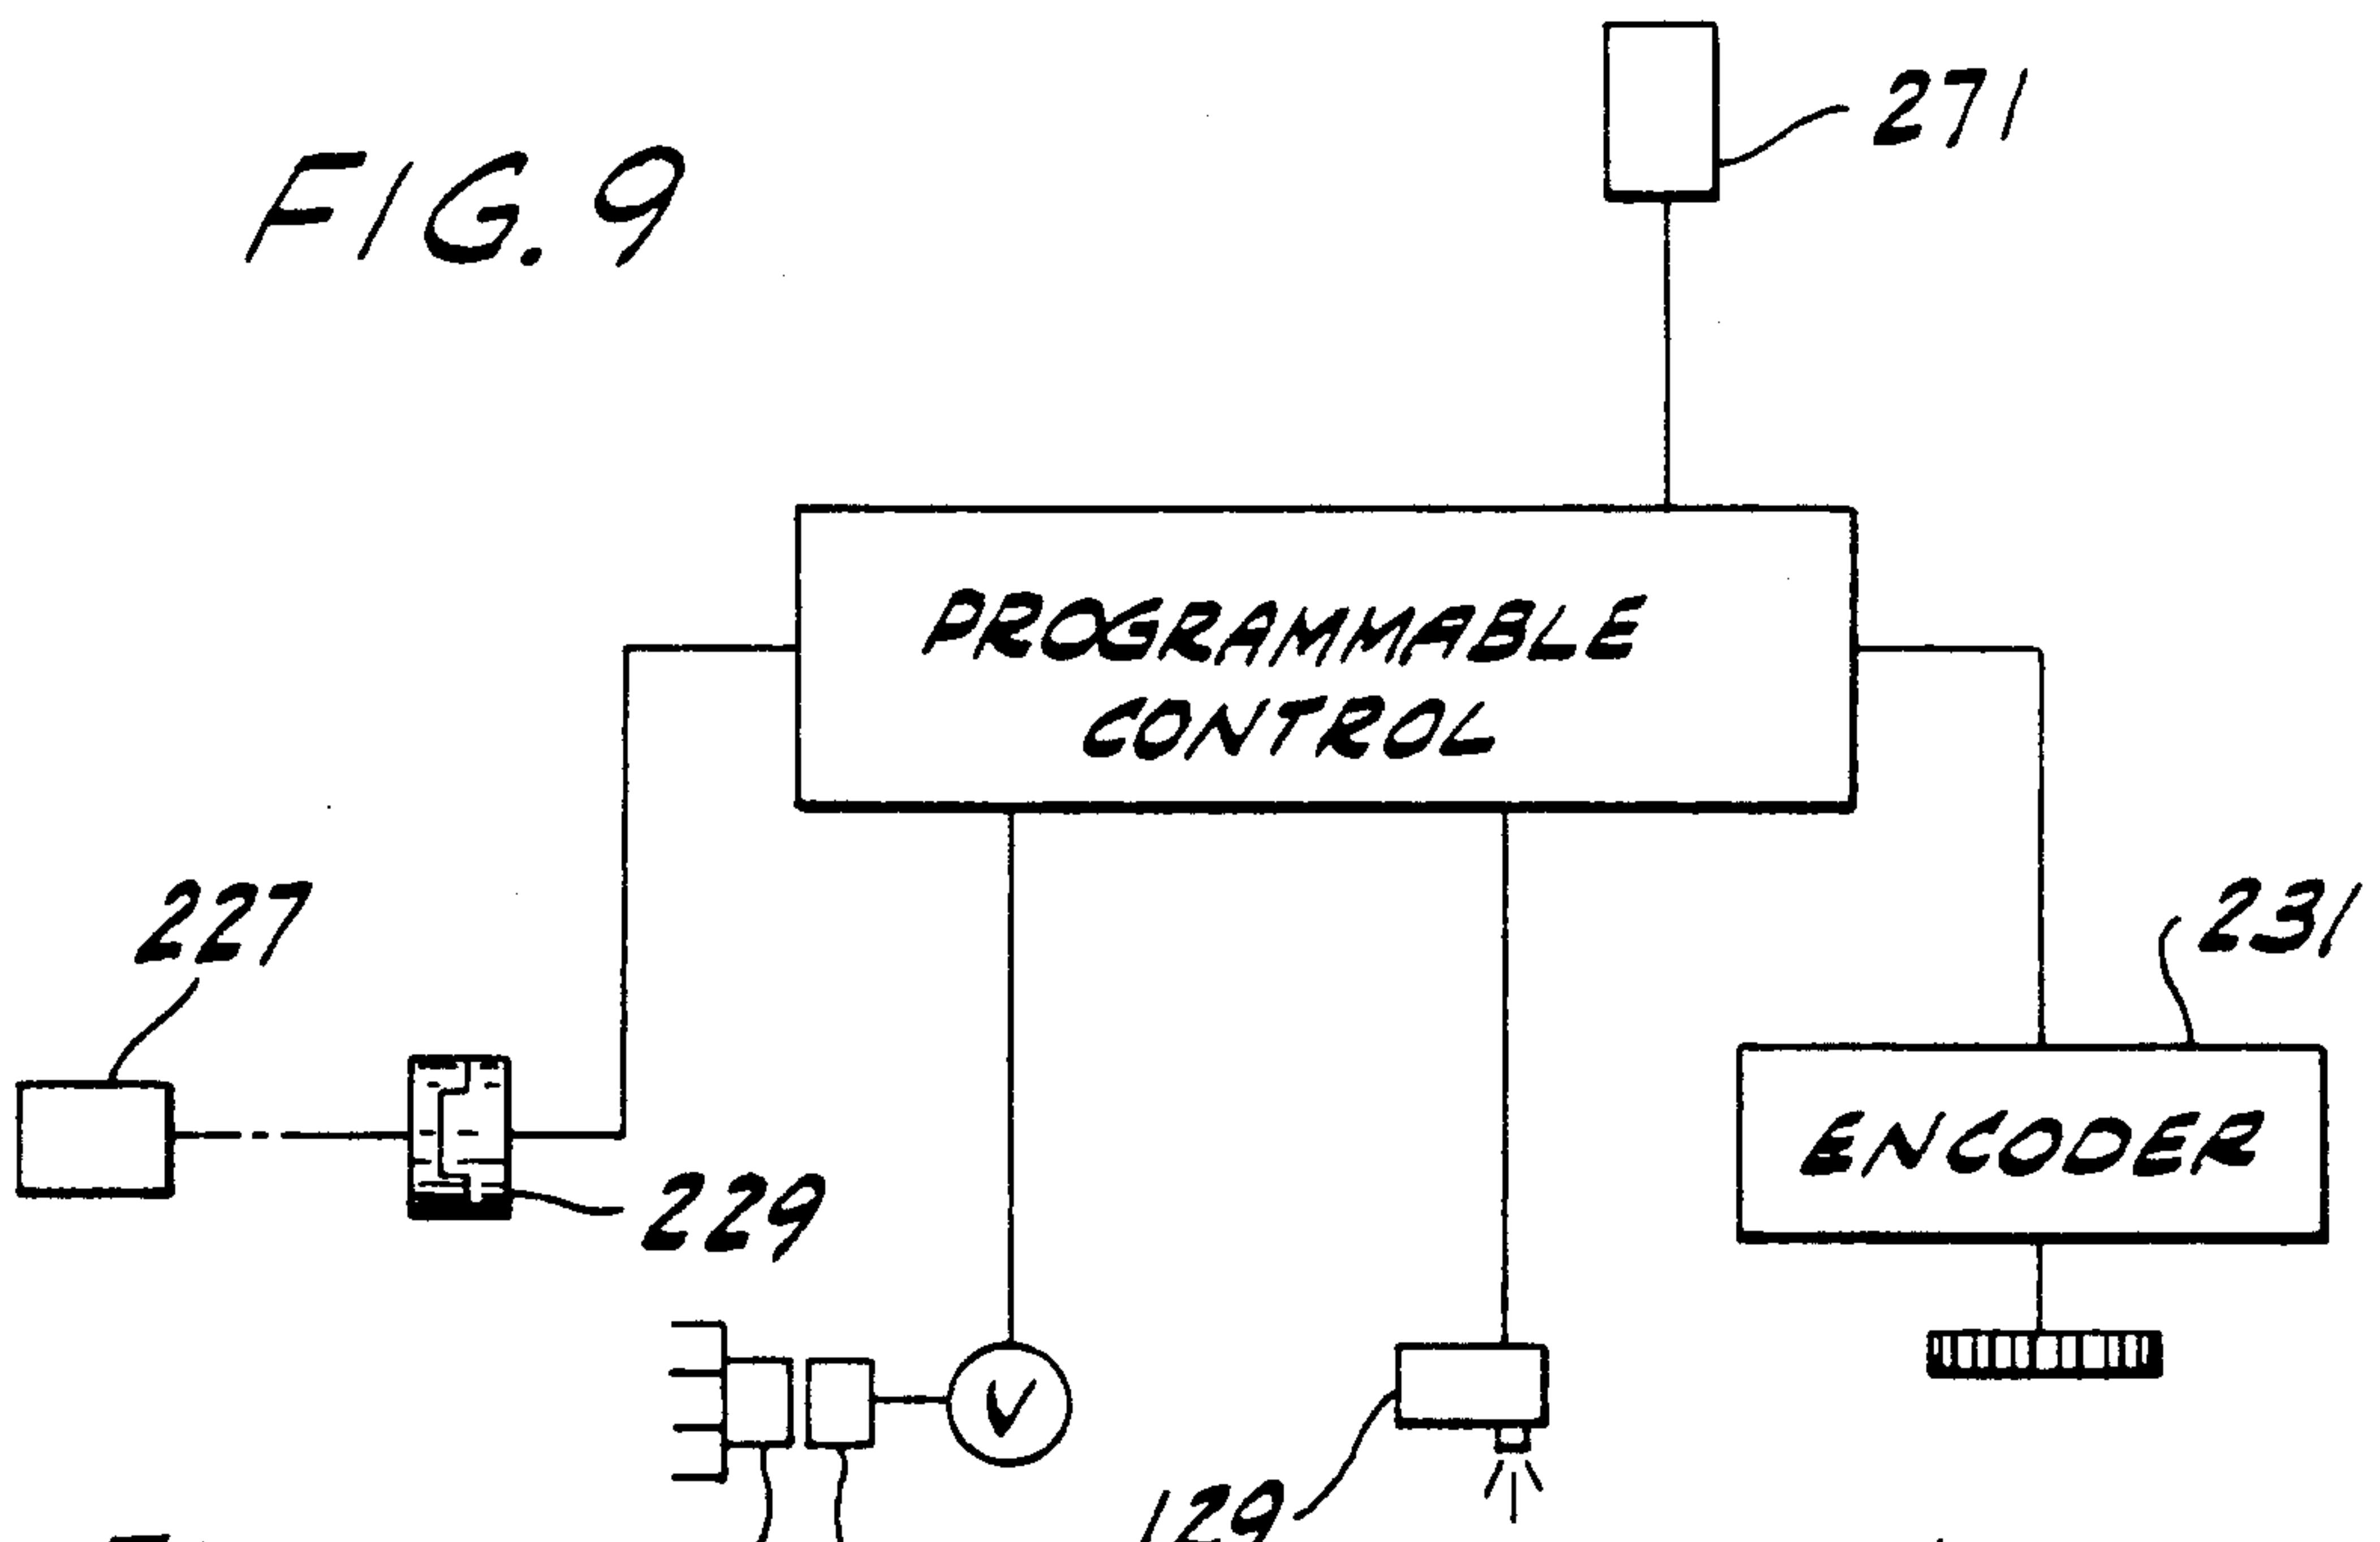 FIG. 9
271
PROGRAMMABLE
CONTROL
227
231
229
ENCODER
V
129